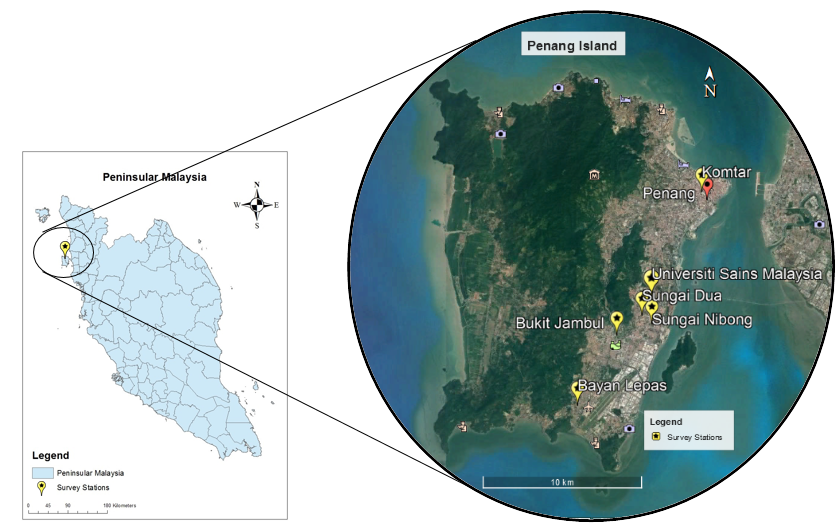 Penang Island
N
Komtar
Penang
Universiti Sains Malaysia
Sungai Dua
Sungai Nibong
Bukit Jambul
Bayan Lepas
Legend
Survey Stations
10 km
Peninsular Malaysia
N
W E
S
Legend
Peninsular Malaysia
Survey Stations
0 45 90 180 Kilometers